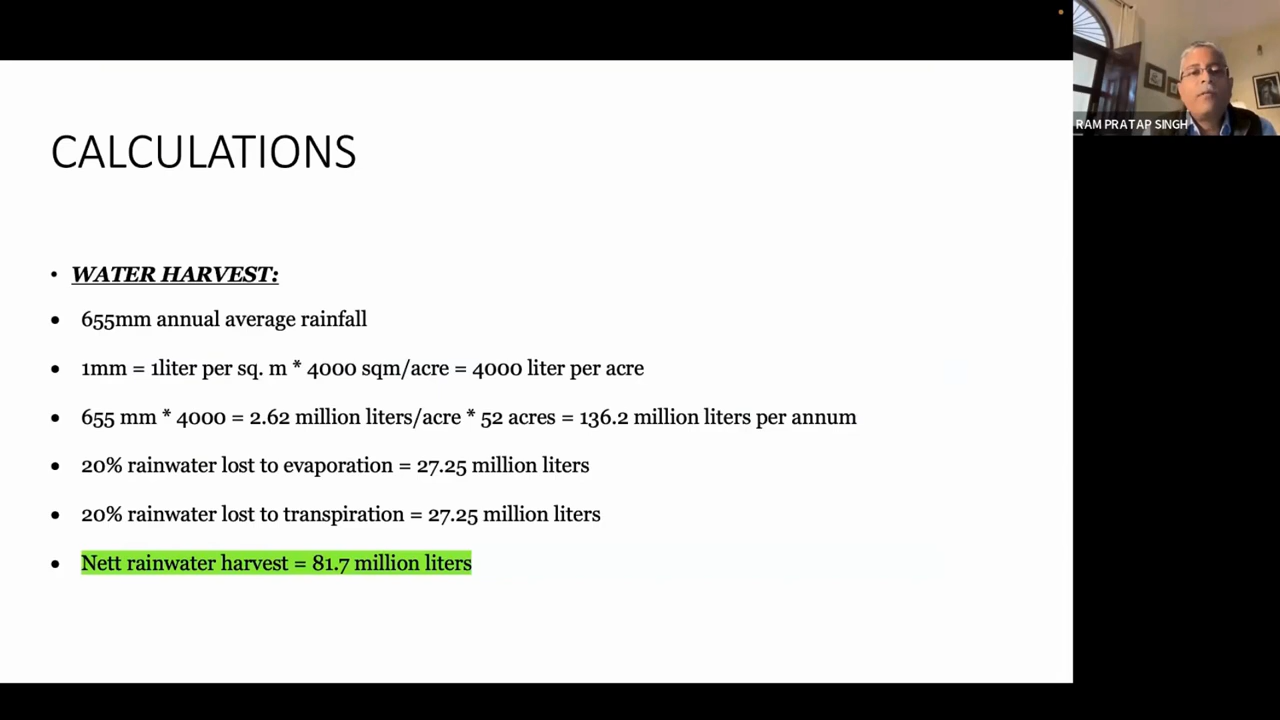 CALCULATIONS
• WATER HARVEST:
• 655mm annual average rainfall
• 1mm = 1liter per sq. m * 4000 sqm/acre = 4000 liter per acre
• 655 mm * 4000 = 2.62 million liters/acre * 52 acres = 136.2 million liters per annum
• 20% rainwater lost to evaporation = 27.25 million liters
• 20% rainwater lost to transpiration = 27.25 million liters
• Nett rainwater harvest = 81.7 million liters
RAM PRATAP SINGH